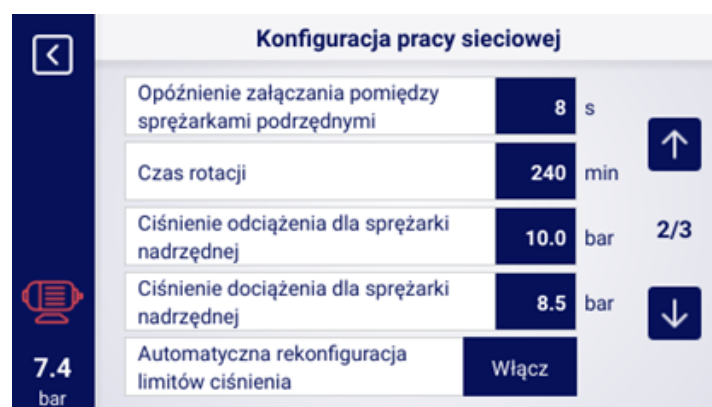 Konfiguracja pracy sieciowej
Opóźnienie załączania pomiędzy
sprężarkami podrzędnymi
8 s
Czas rotacji
240 min
Ciśnienie odciążenia dla sprężarki
nadrzędnej
10.0 bar
2/3
Ciśnienie dociążenia dla sprężarki
nadrzędnej
8.5 bar
Automatyczna rekonfiguracja
limitów ciśnienia
Włącz
7.4
bar